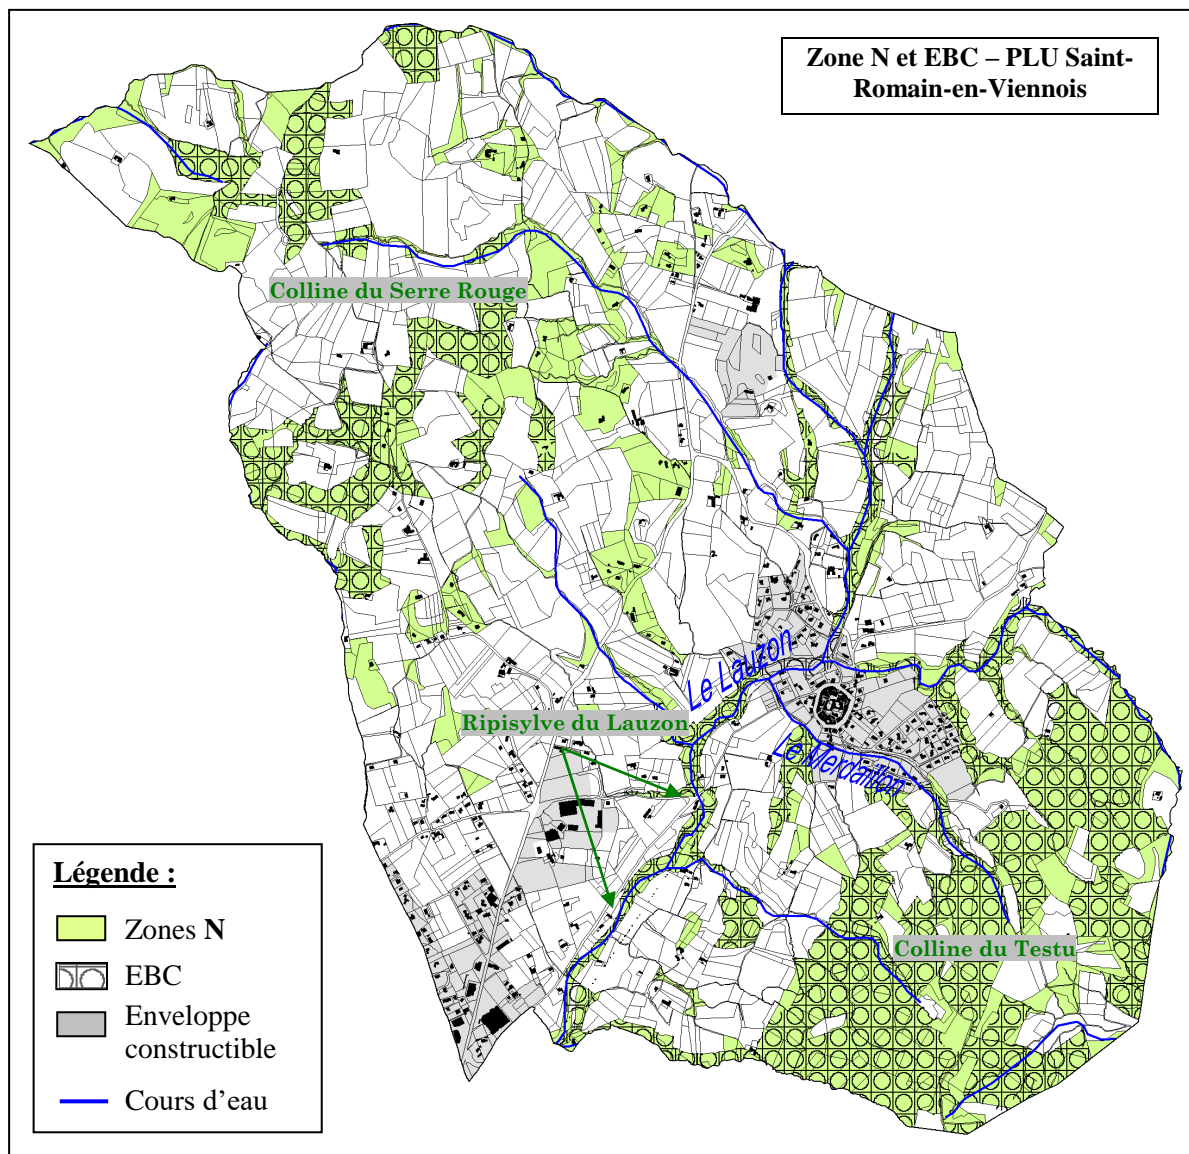 Zone N et EBC – PLU Saint-
Romain-en-Viennois
Colline du Serre Rouge
Le Lauzon
Ripisylve du Lauzon
Le Merdaillon
Colline du Testu
Légende :
Zones N
EBC
Enveloppe
constructible
Cours d'eau